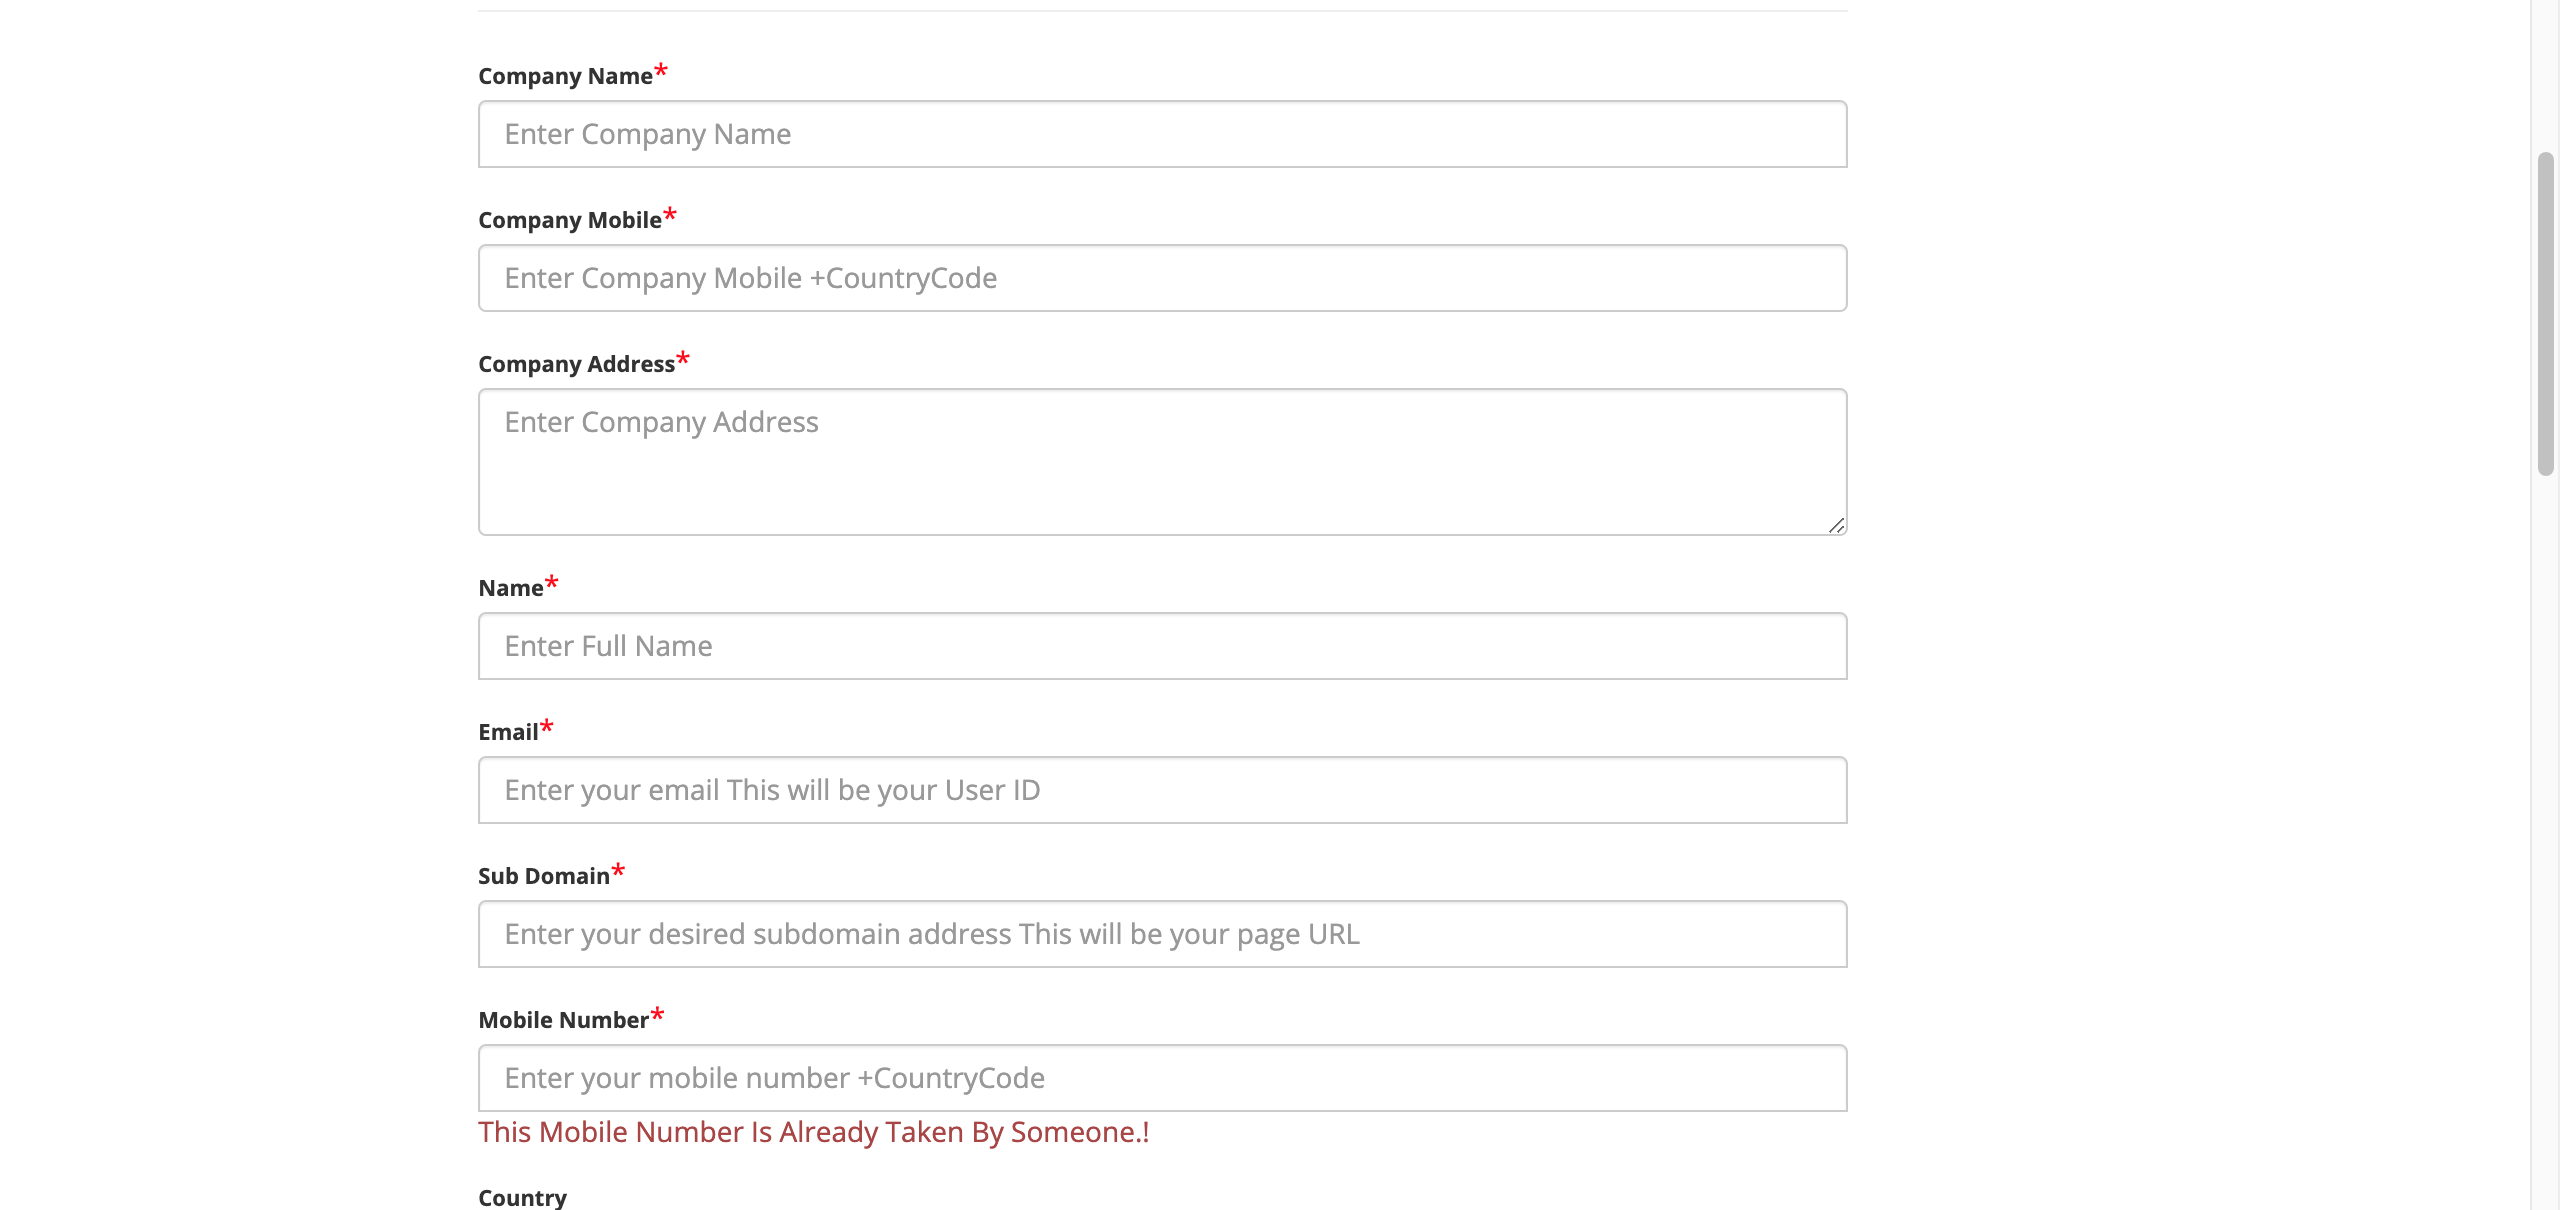 Company Name*
Enter Company Name
Company Mobile*
Enter Company Mobile +CountryCode
Company Address*
Enter Company Address
Name*
Enter Full Name
Email*
Enter your email This will be your User ID
Sub Domain*
Enter your desired subdomain address This will be your page URL
Mobile Number*
Enter your mobile number +CountryCode
This Mobile Number Is Already Taken By Someone.!
Country